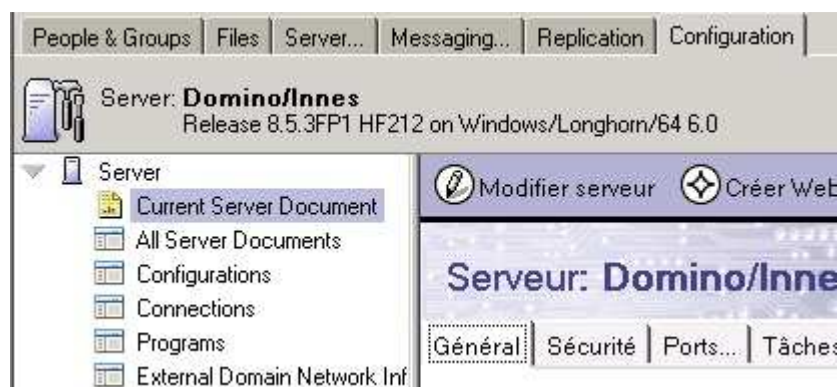 People & Groups Files Server... Messaging... Replication Configuration
Server: Domino/Innes
Release 8.5.3FP1 HF212 on Windows/Longhorn/64 6.0
Server
Current Server Document
All Server Documents
Configurations
Connections
Programs
External Domain Network Inf
Modifier serveur Créer Web
Serveur: Domino/Inne
Général Sécurité Ports... Tâches